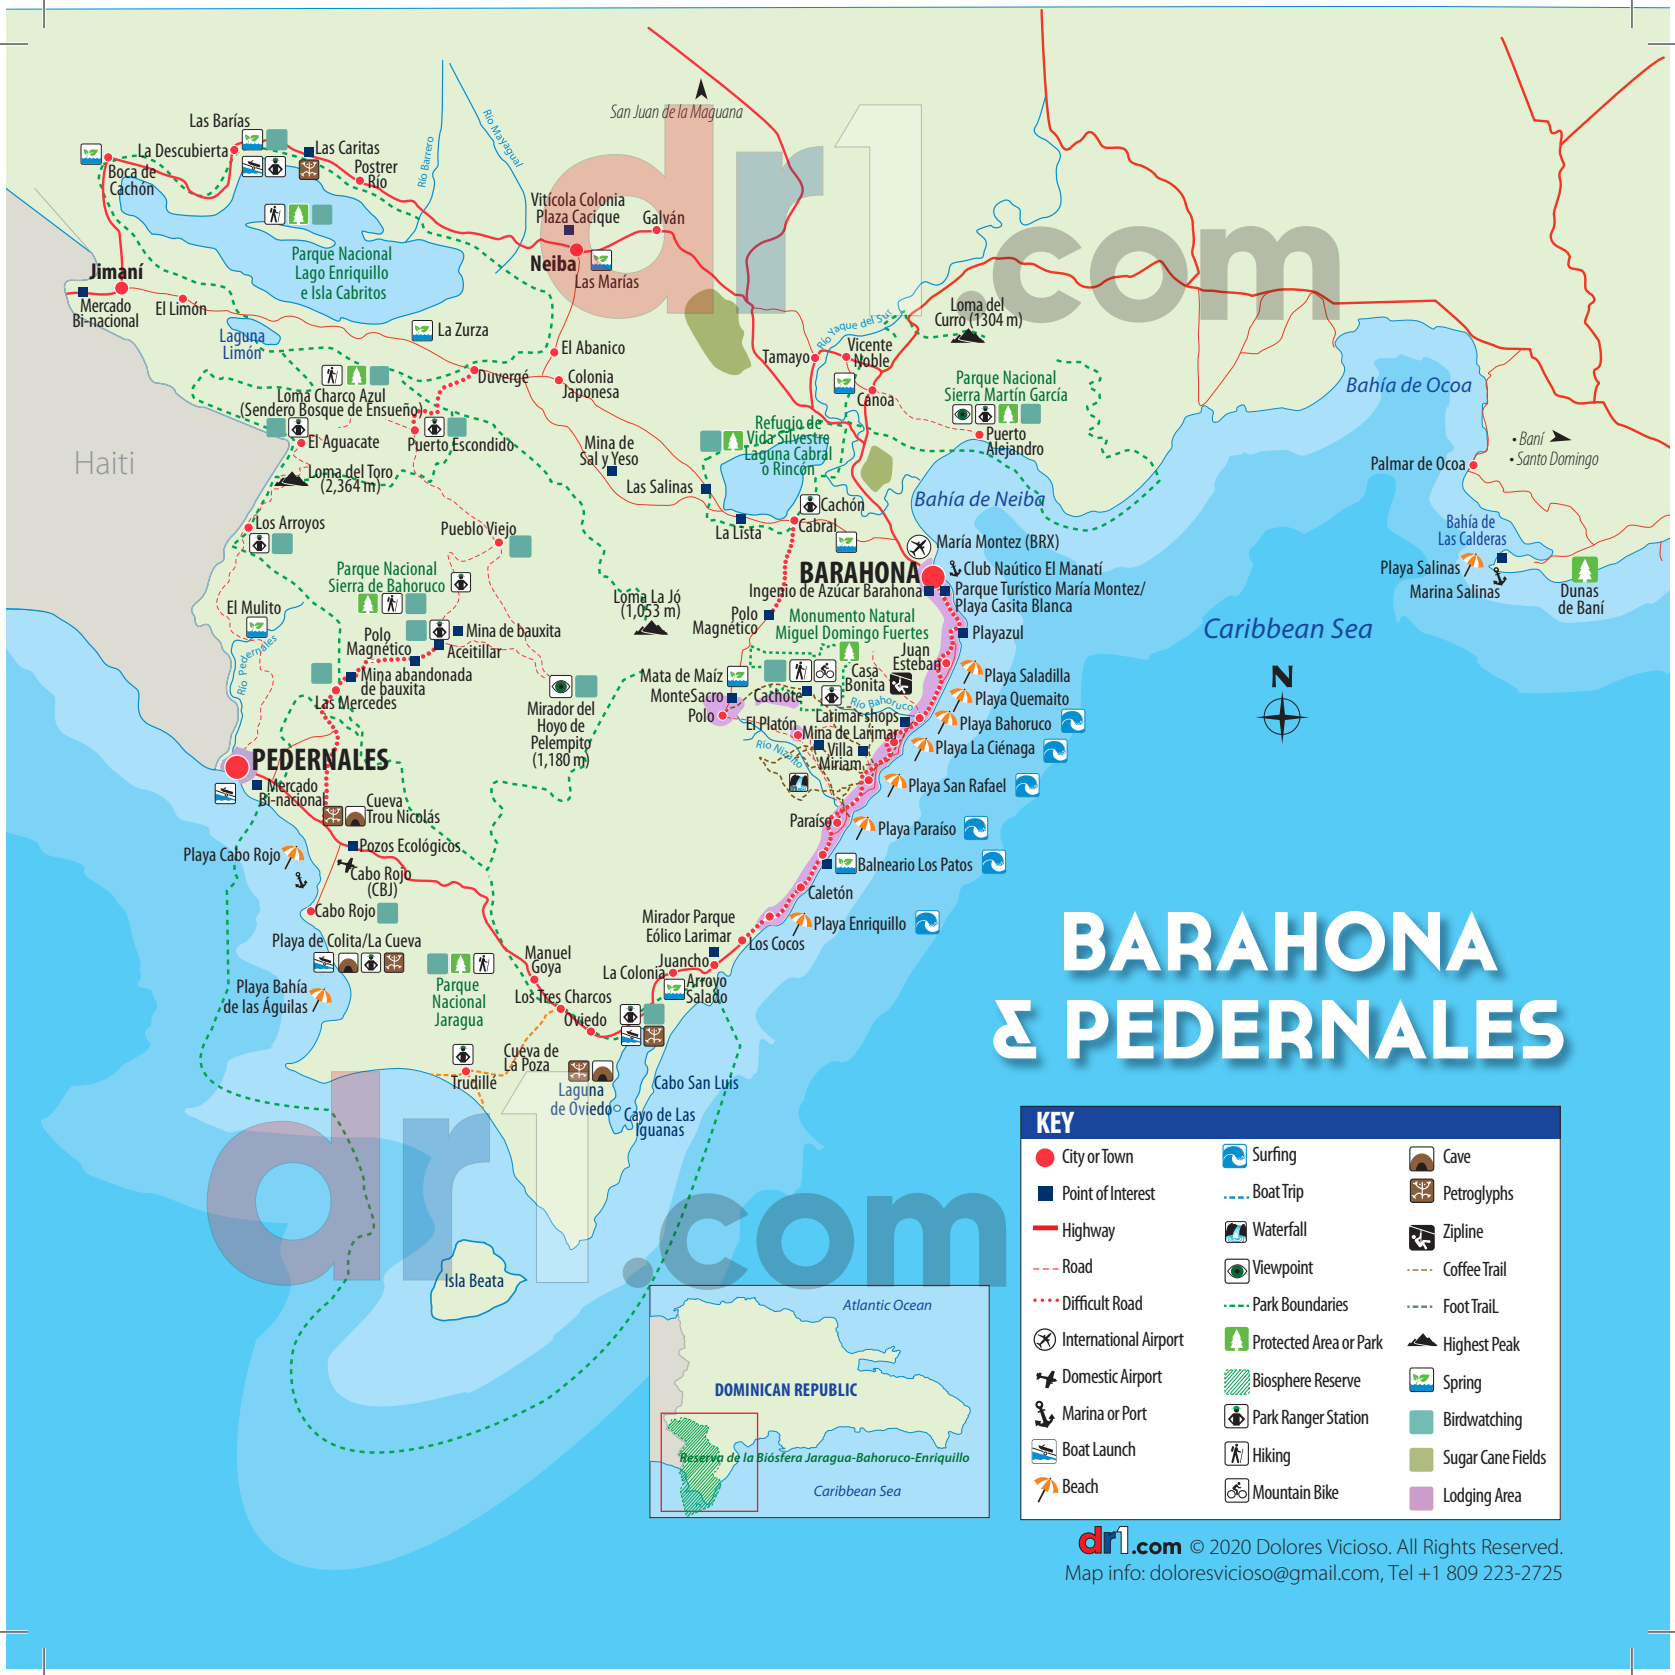 San Juan de la Maguana
Las Barías
La Descubierta
Las Caritas
Boca de
Cachón
Postrer
Río
Río Barrero
Río Mayagual
Vitícola Colonia
Plaza Cacique
Galván
Neiba
Las Marías
Parque Nacional
Lago Enriquillo
e Isla Cabritos
Jimaní
Mercado
Bi-nacional
El Limón
Laguna
Limón
La Zurza
El Abanico
Duvergé
Colonia
Japonesa
Loma del
Curro (1304 m)
Río Yaque del Sur
Tamayo
Vicente
Noble
Canoa
Parque Nacional
Sierra Martín García
Puerto
Alejandro
Bahía de Ocoa
• Baní
• Santo Domingo
Palmar de Ocoa
Bahía de
Las Calderas
Playa Salinas
Marina Salinas
Dunas
de Baní
Haiti
Loma Charco Azul
(Sendero Bosque de Ensueño)
El Aguacate
Puerto Escondido
Loma del Toro
(2,364 m)
Mina de
Sal y Yeso
Las Salinas
La Lista
Refugio de
Vida Silvestre
Laguna Cabral
o Rincón
Cachón
Cabral
Bahía de Neiba
Los Arroyos
Pueblo Viejo
María Montez (BRX)
BARAHONA
Club Naútico El Manatí
Ingenio de Azúcar Barahona
Parque Turístico María Montez/
Playa Casita Blanca
Playazul
Parque Nacional
Sierra de Bahoruco
El Mulito
Río Pedernales
Loma La Jó
(1,053 m)
Polo
Magnético
Monumento Natural
Miguel Domingo Fuertes
Juan
Esteban
Polo
Magnético
Mina de bauxita
Aceitillar
Mina abandonada
de bauxita
Las Mercedes
Mirador del
Hoyo de
Pelempito
(1,180 m)
Mata de Maíz
MonteSacro
Polo
Cachote
Casa
Bonita
Río Bahoruco
Larimar shops
El Platón
Mina de Larimar
Río Nizaíto
Villa
Miriam
Playa Saladilla
Playa Quemaito
Playa Bahoruco
Playa La Ciénaga
Playa San Rafael
Paraíso
Playa Paraíso
Balneario Los Patos
Caletón
Playa Enriquillo
Los Cocos
Caribbean Sea
N
PEDERNALES
Mercado
Bi-nacional
Cueva
Trou Nicolás
Pozos Ecológicos
Playa Cabo Rojo
Cabo Rojo
(CBJ)
Cabo Rojo
Playa de Colita/La Cueva
Playa Bahía
de las Águilas
Parque
Nacional
Jaragua
Manuel
Goya
Los Tres Charcos
Oviedo
Mirador Parque
Eólico Larimar
Juancho
La Colonia
Arroyo
Salado
Cueva de
La Poza
Trudillé
Laguna
de Oviedo
Cabo San Luis
Cayo de Las
Iguanas
Isla Beata
dr1.com
dr1.com
BARAHONA
& PEDERNALES
Atlantic Ocean
DOMINICAN REPUBLIC
Reserva de la Biósfera Jaragua-Bahoruco-Enriquillo
Caribbean Sea
KEY
City or Town
Point of Interest
Highway
Road
Difficult Road
International Airport
Domestic Airport
Marina or Port
Boat Launch
Beach
Surfing
Boat Trip
Waterfall
Viewpoint
Park Boundaries
Protected Area or Park
Biosphere Reserve
Park Ranger Station
Hiking
Mountain Bike
Cave
Petroglyphs
Zipline
Coffee Trail
Foot TraiL
Highest Peak
Spring
Birdwatching
Sugar Cane Fields
Lodging Area
dr1.com © 2020 Dolores Vicioso. All Rights Reserved.
Map info: doloresvicioso@gmail.com, Tel +1 809 223-2725